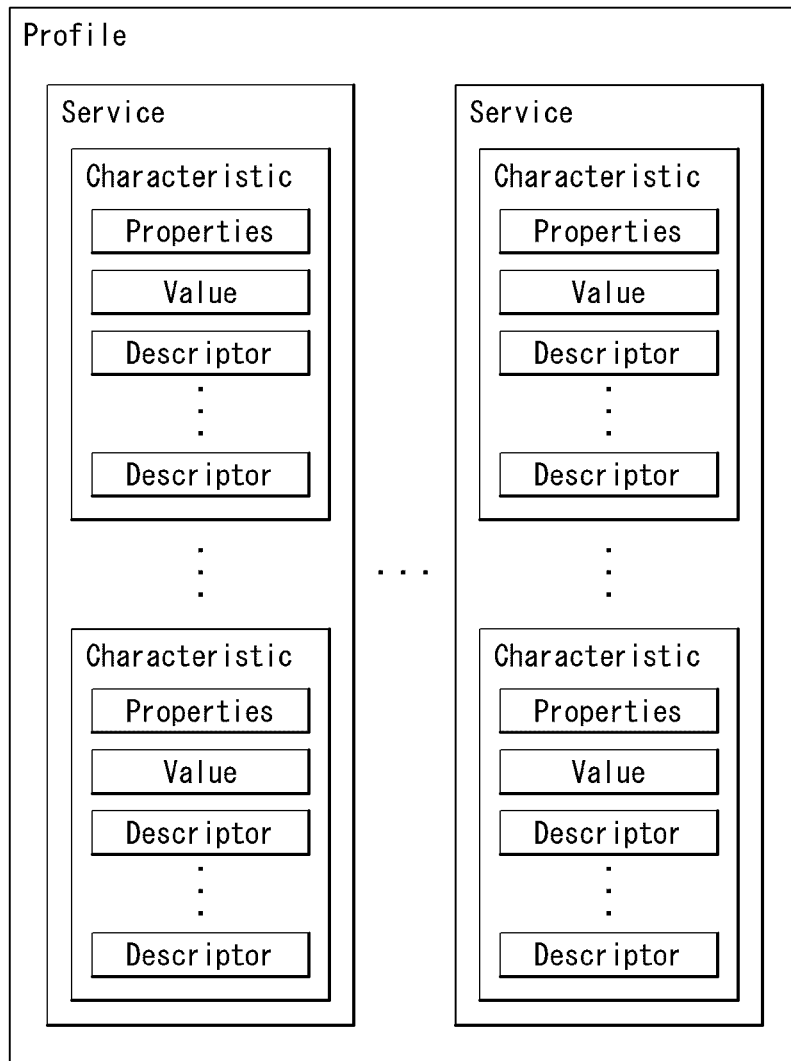 Profile
Service
Characteristic
Properties
Value
Descriptor
Descriptor
Characteristic
Properties
Value
Descriptor
Descriptor
...
Service
Characteristic
Properties
Value
Descriptor
Descriptor
Characteristic
Properties
Value
Descriptor
Descriptor